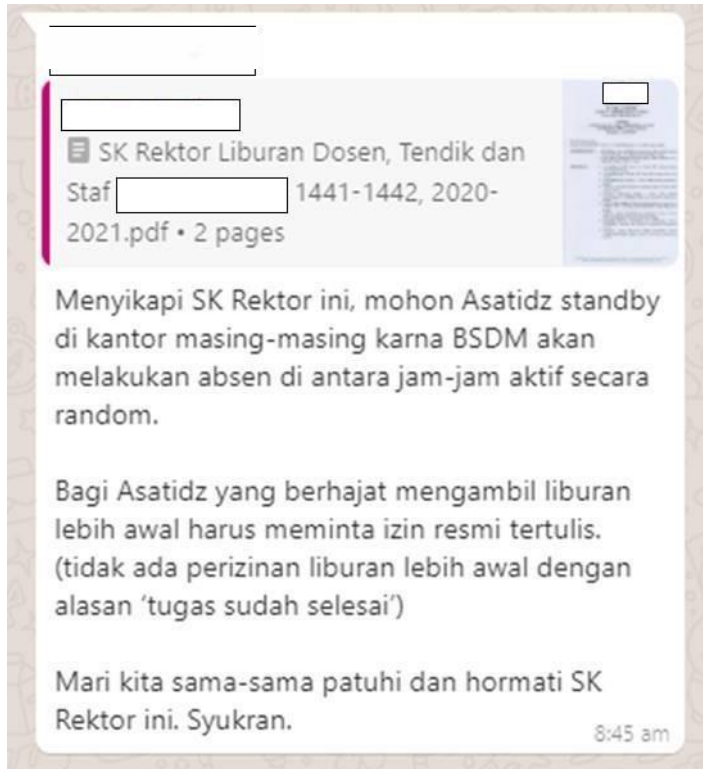 SK Rektor Liburan Dosen, Tendik dan
Staf 1441-1442, 2020-
2021.pdf • 2 pages
Menyikapi SK Rektor ini, mohon Asatidz standby
di kantor masing-masing karna BSDM akan
melakukan absen di antara jam-jam aktif secara
random.
Bagi Asatidz yang berhajat mengambil liburan
lebih awal harus meminta izin resmi tertulis.
(tidak ada perizinan liburan lebih awal dengan
alasan ‘tugas sudah selesai’)
Mari kita sama-sama patuhi dan hormati SK
Rektor ini. Syukran.
8:45 am